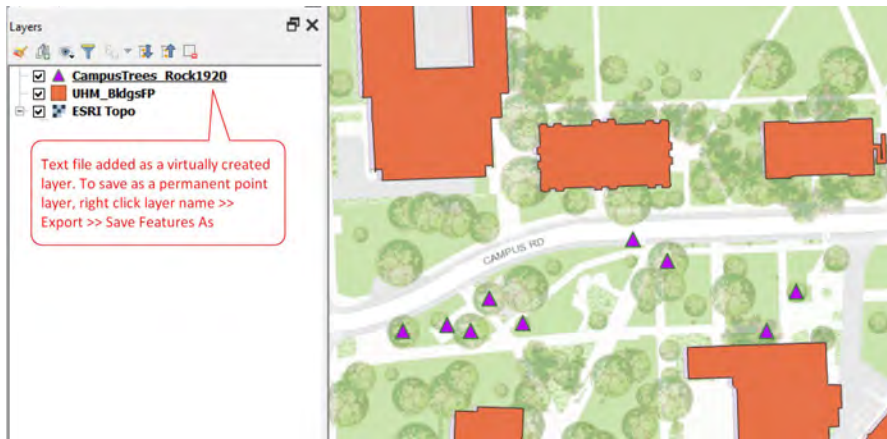 Layers
CampusTrees_Rock1920
UHM_BldgsFP
ESRI Topo
Text file added as a virtually created
layer. To save as a permanent point
layer, right click layer name >>
Export >> Save Features As
CAMPUS RD